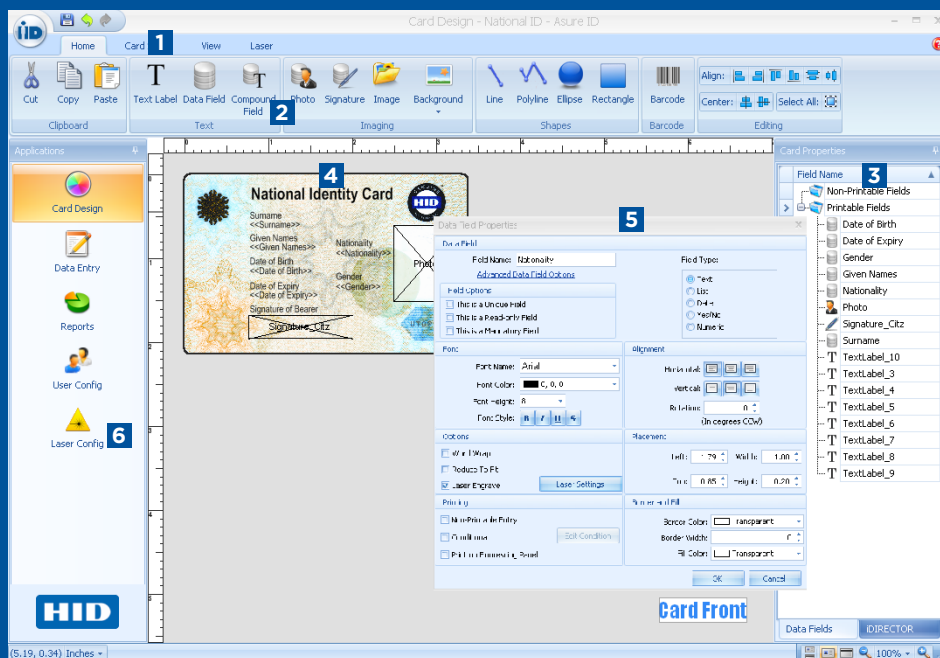 iID
Card Design - National ID - Asure ID
Home
Card
1
View
Laser
Cut
Copy
Paste
Text Label
Data Field
Compound Field
2
Photo
Signature
Image
Background
Line
Polyline
Ellipse
Rectangle
Barcode
Align:
Center:
Select All:
Clipboard
Text
Imaging
Shapes
Barcode
Editing
Applications
Card Design
Data Entry
Reports
User Config
Laser Config
6
HID
4
National Identity Card
HID
Surname
<<Surname>>
Given Names
<<Given Names>>
Nationality
<<Nationality>>
Date of Birth
<<Date of Birth>>
Gender
<<Gender>>
Date of Expiry
<<Date of Expiry>>
Signature of Bearer
Signature_Citz
5
Data Field Properties
Data Field
Field Name: Nationality
Advanced Data Field Options
Field Options
This is a Unique Field
This is a Read-only Field
This is a Mandatory Field
Field Type:
Text
List
Date
Yes/No
Numeric
Font
Font Name: Arial
Font Color: 0, 0, 0
Font Height: 8
Font Style: B I U S
Alignment
Horizontal:
Vertical:
Rotation: 0
(In degrees CCW)
Options
Word Wrap
Reduce To Fit
Laser Engrave
Laser Settings
Placement
Left: 1.79 Width: 1.00
Top: 0.85 Height: 0.20
Printing
Non-Printable Entry
Conditional
Edit Condition
Print on Processing Panel
Border and Fill
Border Color: Transparent
Border Width: 0
Fill Color: Transparent
OK
Cancel
Card Front
Card Properties
Field Name
3
Non-Printable Fields
Printable Fields
Date of Birth
Date of Expiry
Gender
Given Names
Nationality
Photo
Signature_Citz
Surname
TextLabel_10
TextLabel_3
TextLabel_4
TextLabel_5
TextLabel_6
TextLabel_7
TextLabel_8
TextLabel_9
Data Fields
iDIRECTOR
(5.19, 0.34) Inches
100%